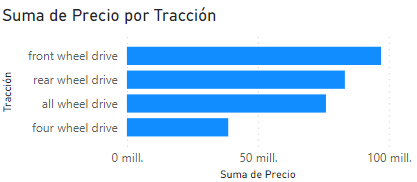 Suma de Precio por Tracción
Tracción
front wheel drive
rear wheel drive
all wheel drive
four wheel drive
0 mill.
50 mill.
100 mill.
Suma de Precio